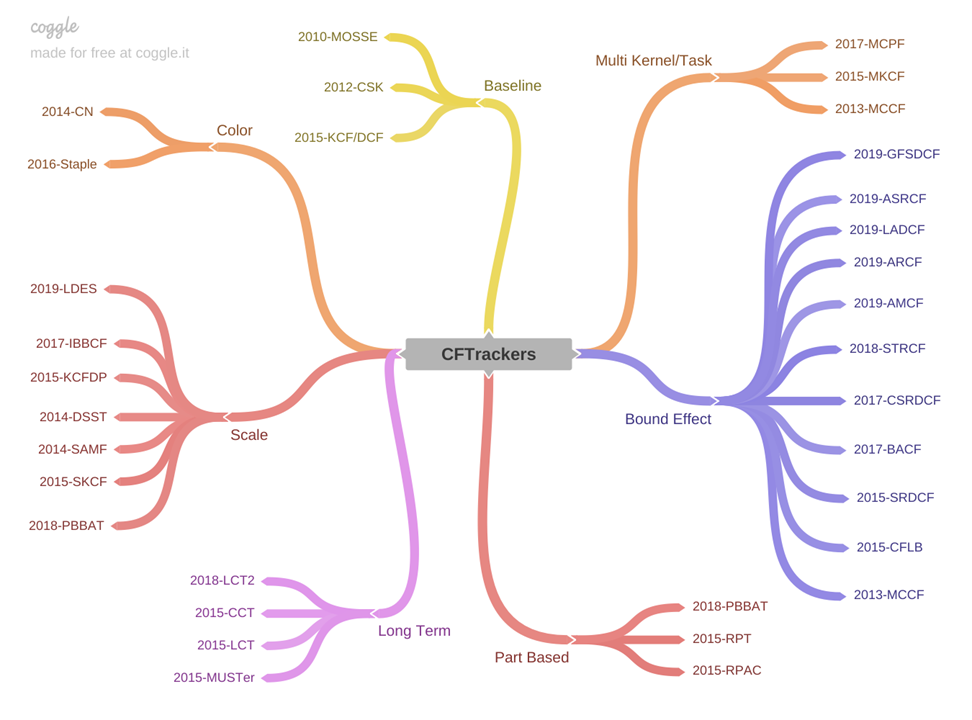 coggle
made for free at coggle.it
2010-MOSSE
2012-CSK
2015-KCF/DCF
Baseline
Multi Kernel/Task
2017-MCPF
2015-MKCF
2013-MCCF
2014-CN
2016-Staple
Color
2019-GFSDCF
2019-ASRCF
2019-LADCF
2019-ARCF
2019-AMCF
2018-STRCF
2017-CSRDCF
2017-BACF
2015-SRDCF
2015-CFLB
2013-MCCF
Bound Effect
CFTrackers
2019-LDES
2017-IBBCF
2015-KCFDP
2014-DSST
2014-SAMF
2015-SKCF
2018-PBBAT
Scale
2018-LCT2
2015-CCT
2015-LCT
2015-MUSTer
Long Term
Part Based
2018-PBBAT
2015-RPT
2015-RPAC